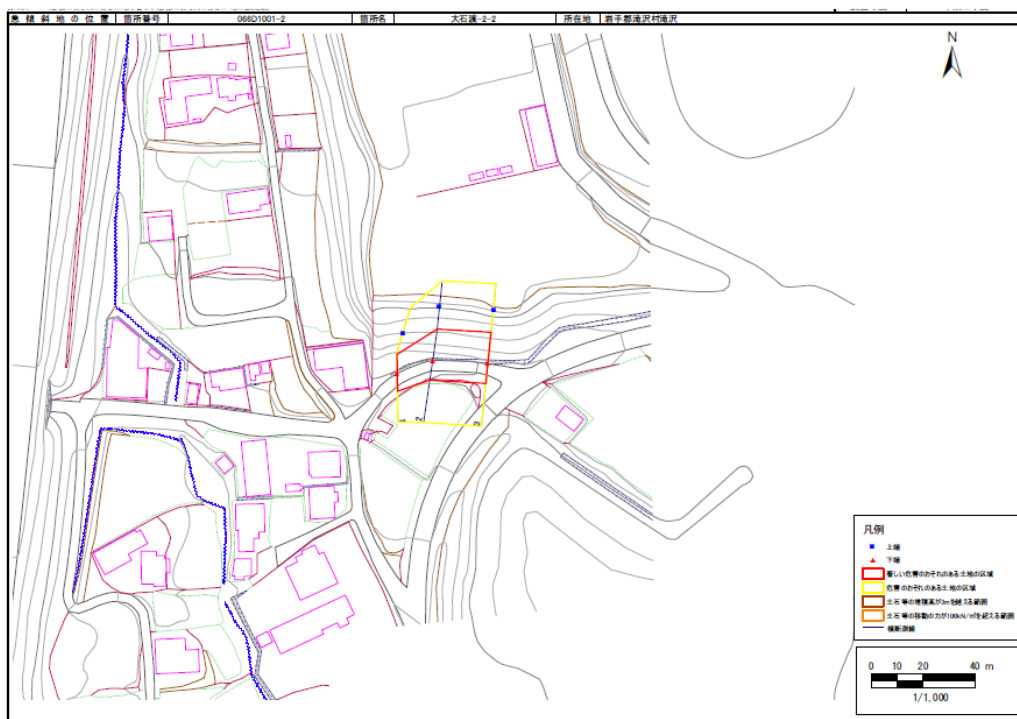 急傾斜地の位置 箇所番号 066D1001-2 箇所名 大石渡-2-2 所在地 岩手郡滝沢村滝沢
N
1 2 3
凡例
上端
下端
著しい危害のおそれのある土地の区域
危害のおそれのある土地の区域
土石等の堆積高が3mを超える範囲
土石等の移動の力が100kN/㎡を超える範囲
横断測線
0 10 20 40 m
1/1,000